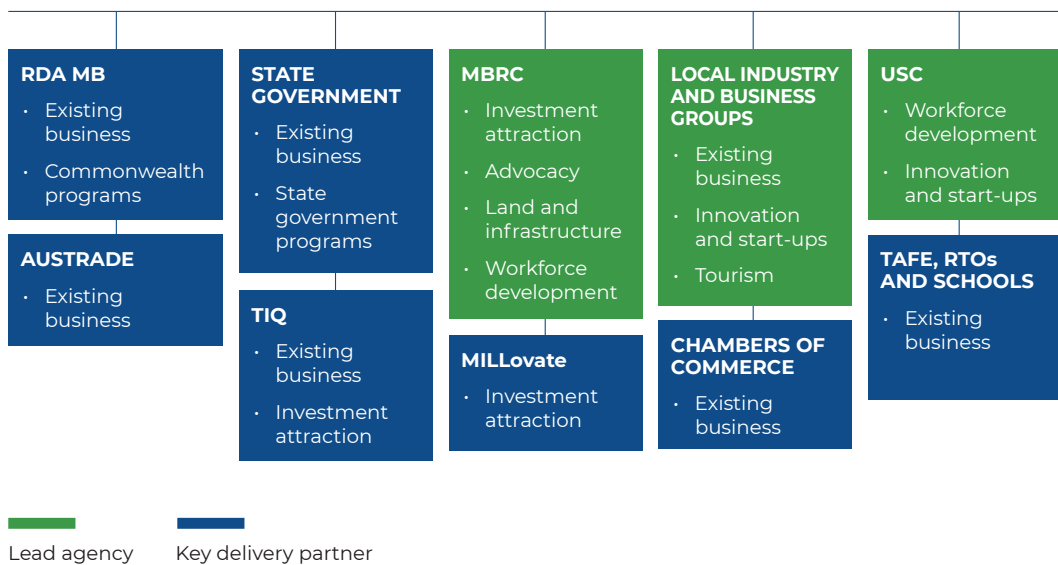 RDA MB
• Existing
business
• Commonwealth
programs
AUSTRADE
• Existing
business
STATE
GOVERNMENT
• Existing
business
• State
government
programs
TIQ
• Existing
business
• Investment
attraction
MBRC
• Investment
attraction
• Advocacy
• Land and
infrastructure
• Workforce
development
MILLovate
• Investment
attraction
LOCAL INDUSTRY
AND BUSINESS
GROUPS
• Existing
business
• Innovation
and start-ups
• Tourism
CHAMBERS OF
COMMERCE
• Existing
business
USC
• Workforce
development
• Innovation
and start-ups
TAFE, RTOs
AND SCHOOLS
• Existing
business
Lead agency
Key delivery partner